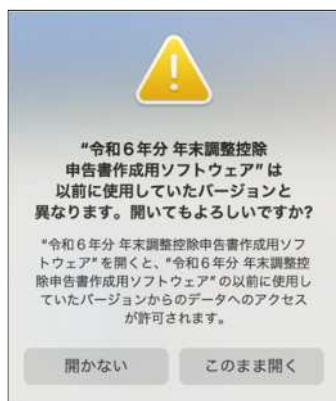 “令和6年分 年末調整控除
申告書作成用ソフトウェア”は
以前に使用していたバージョンと
異なります。開いてもよろしいですか?
“令和6年分 年末調整控除申告書作成用ソフ
トウェア”を開くと、“令和6年分 年末調整控
除申告書作成用ソフトウェア”の以前に使用し
ていたバージョンからのデータへのアクセス
が許可されます。
開かない
このまま開く